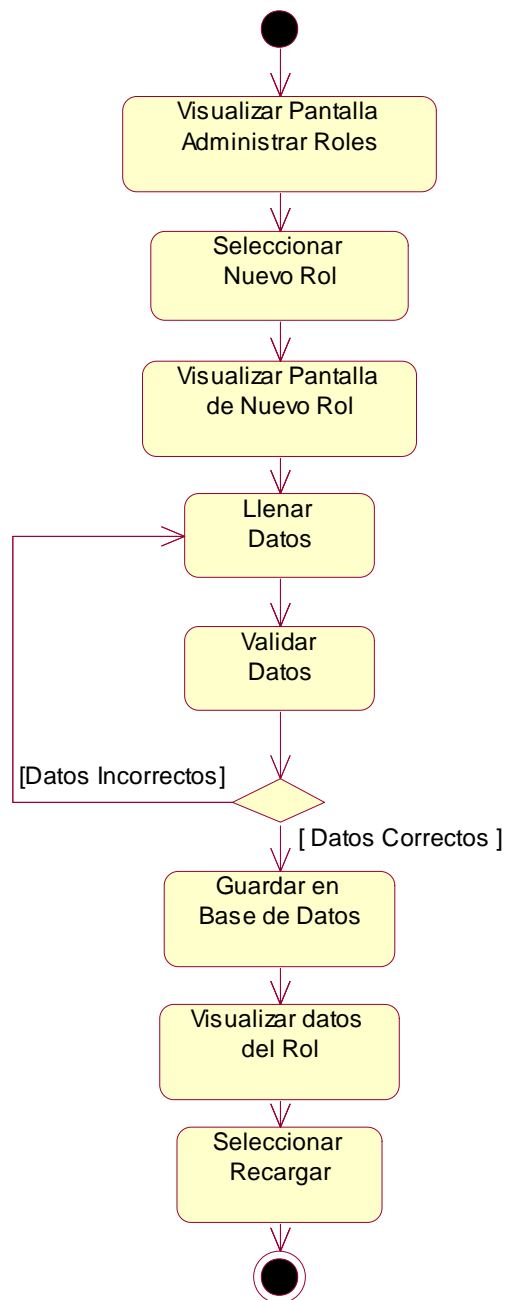 Visualizar Pantalla
Administrar Roles
Seleccionar
Nuevo Rol
Visualizar Pantalla
de Nuevo Rol
Llenar
Datos
Validar
Datos
[Datos Incorrectos]
[ Datos Correctos ]
Guardar en
Base de Datos
Visualizar datos
del Rol
Seleccionar
Recargar